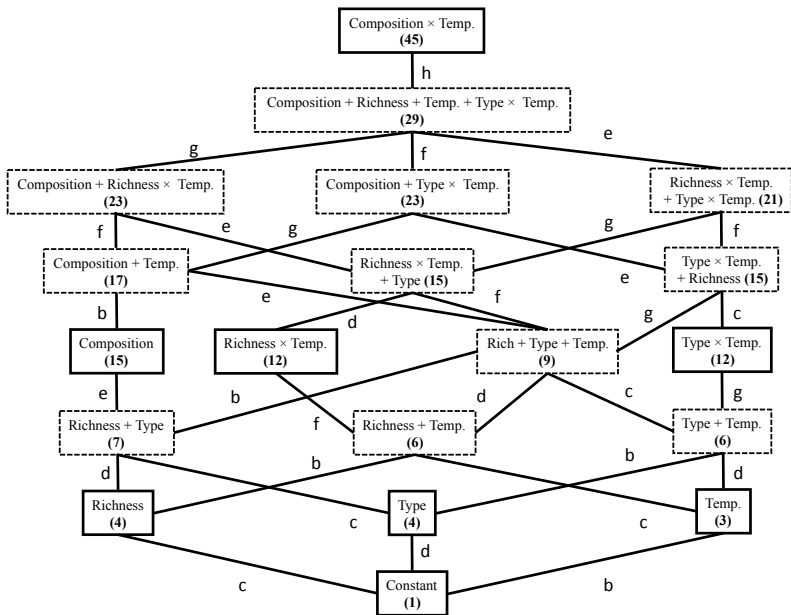 Composition × Temp.
(45)
h
Composition + Richness + Temp. + Type × Temp.
(29)
g
f
e
Composition + Richness × Temp.
(23)
Composition + Type × Temp.
(23)
Richness × Temp.
+ Type × Temp. (21)
f
e
g
g
f
Composition + Temp.
(17)
Richness × Temp.
+ Type (15)
e
Type × Temp.
+ Richness (15)
b
e
d
f
g
c
Composition
(15)
Richness × Temp.
(12)
Rich + Type + Temp.
(9)
Type × Temp.
(12)
e
b
f
d
c
g
Richness + Type
(7)
Richness + Temp.
(6)
Type + Temp.
(6)
d
b
b
d
Richness
(4)
c
Type
(4)
c
Temp.
(3)
d
c
b
Constant
(1)